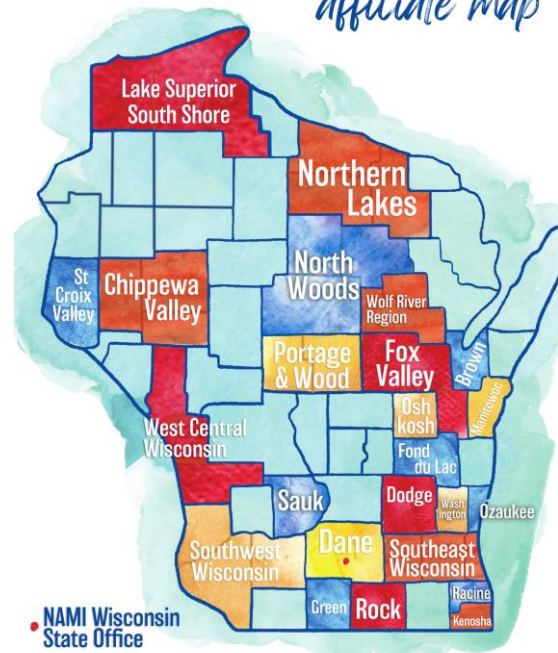 affiliate map
Lake Superior
South Shore
Northern
Lakes
North
Woods
St
Croix
Valley
Chippewa
Valley
Wolf River
Region
Portage
& Wood
Fox
Valley
Brown
Osh
kosh
Manitowoc
West Central
Wisconsin
Fond
du Lac
Sauk
Dodge
Wash
ington
Ozaukee
Southwest
Wisconsin
Dane
Southeast
Wisconsin
Green
Rock
Racine
Kenosha
NAMI Wisconsin
State Office